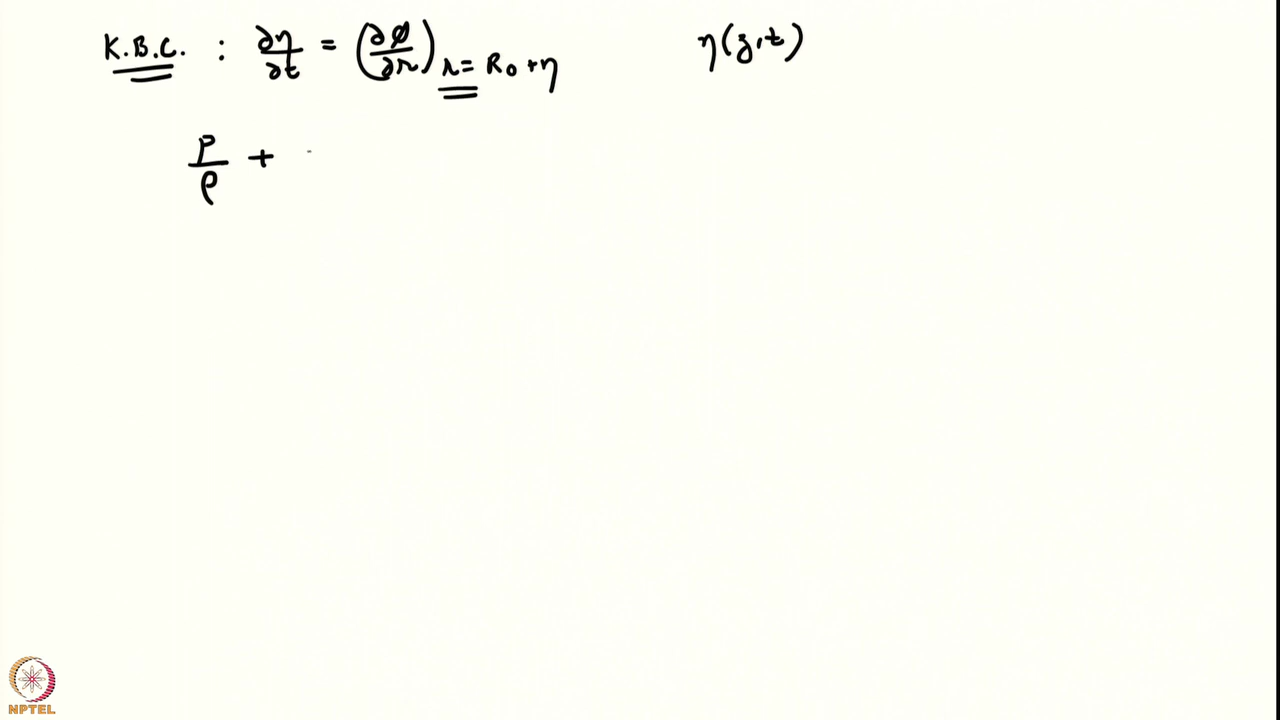 K.B.C. : ∂η/∂t = (∂φ/∂r)_{r = R₀ + η} η(z,t)
P/ρ +
NPTEL